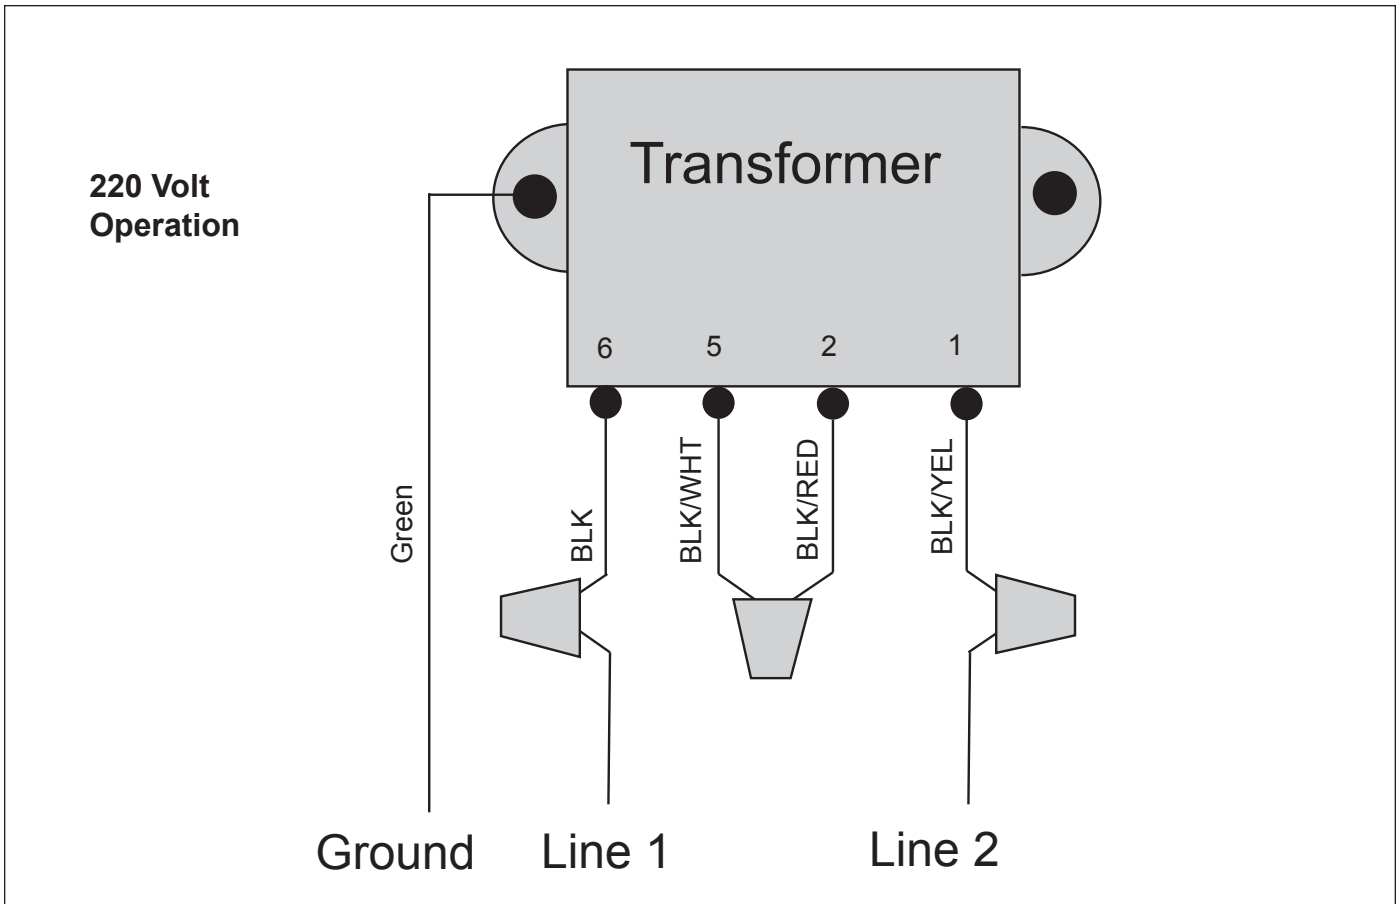 Transformer
220 Volt
Operation
6 5 2 1
Green
BLK
BLK/WHT
BLK/RED
BLK/YEL
Ground Line 1 Line 2